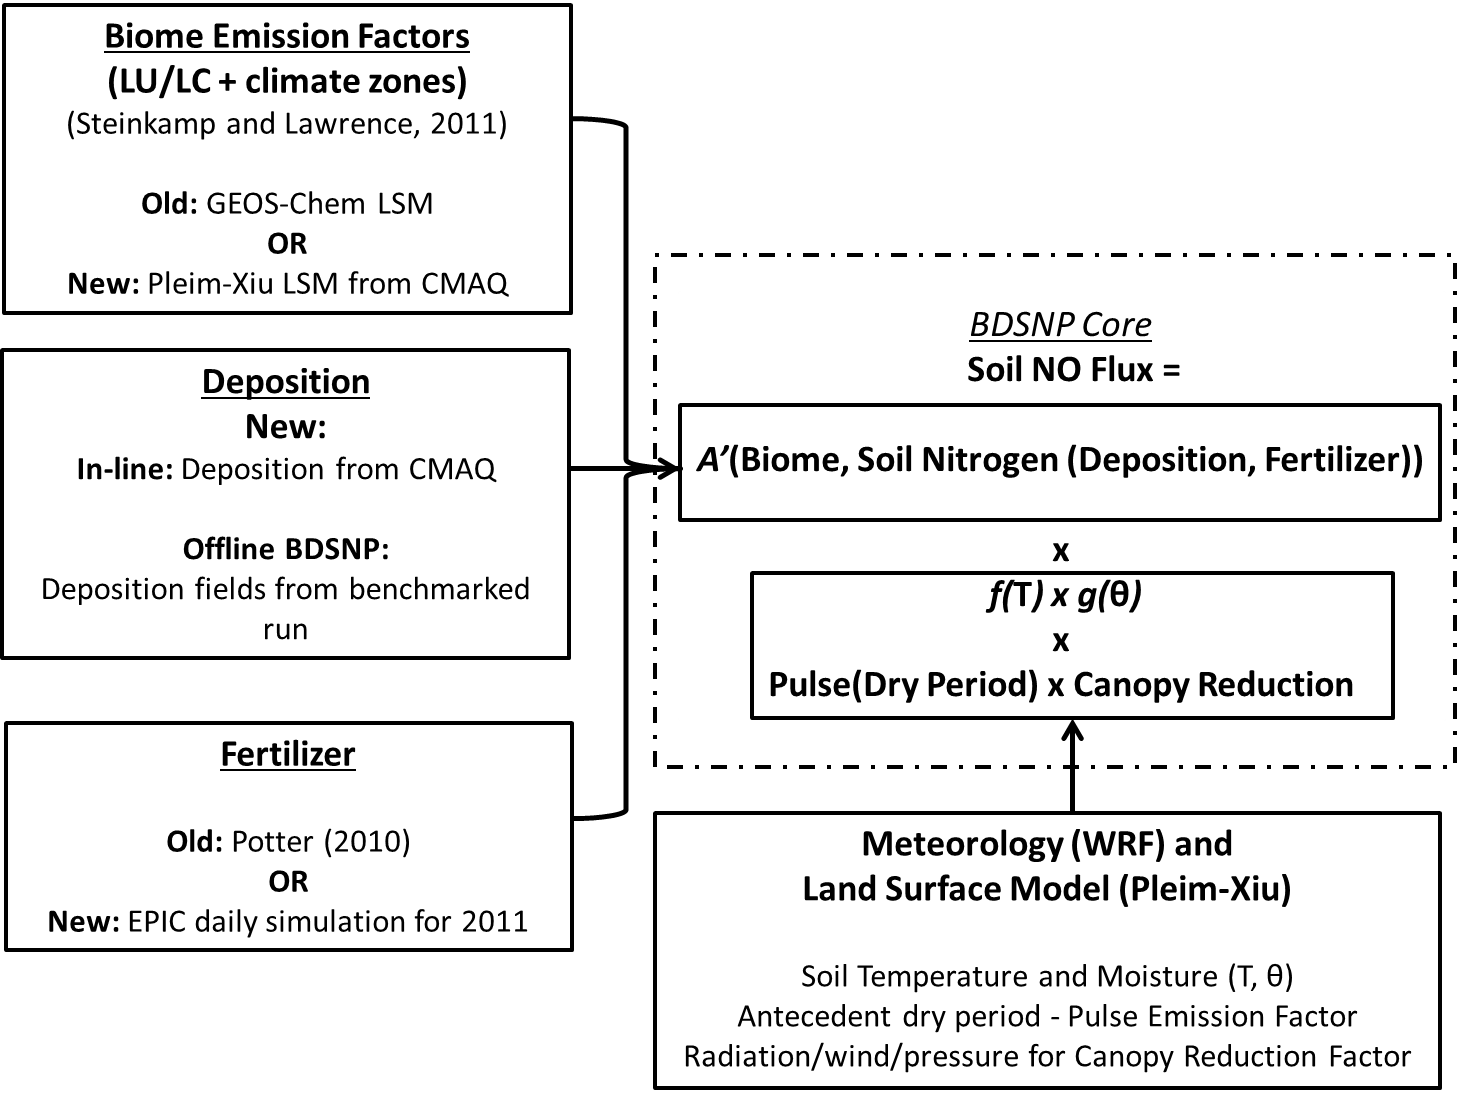 Biome Emission Factors
(LU/LC + climate zones)
(Steinkamp and Lawrence, 2011)
Old: GEOS-Chem LSM
OR
New: Pleim-Xiu LSM from CMAQ
Deposition
New:
In-line: Deposition from CMAQ
Offline BDSNP:
Deposition fields from benchmarked
run
Fertilizer
Old: Potter (2010)
OR
New: EPIC daily simulation for 2011
BDSNP Core
Soil NO Flux =
A’(Biome, Soil Nitrogen (Deposition, Fertilizer))
x
f(T) x g(θ)
x
Pulse(Dry Period) x Canopy Reduction
Meteorology (WRF) and
Land Surface Model (Pleim-Xiu)
Soil Temperature and Moisture (T, θ)
Antecedent dry period - Pulse Emission Factor
Radiation/wind/pressure for Canopy Reduction Factor